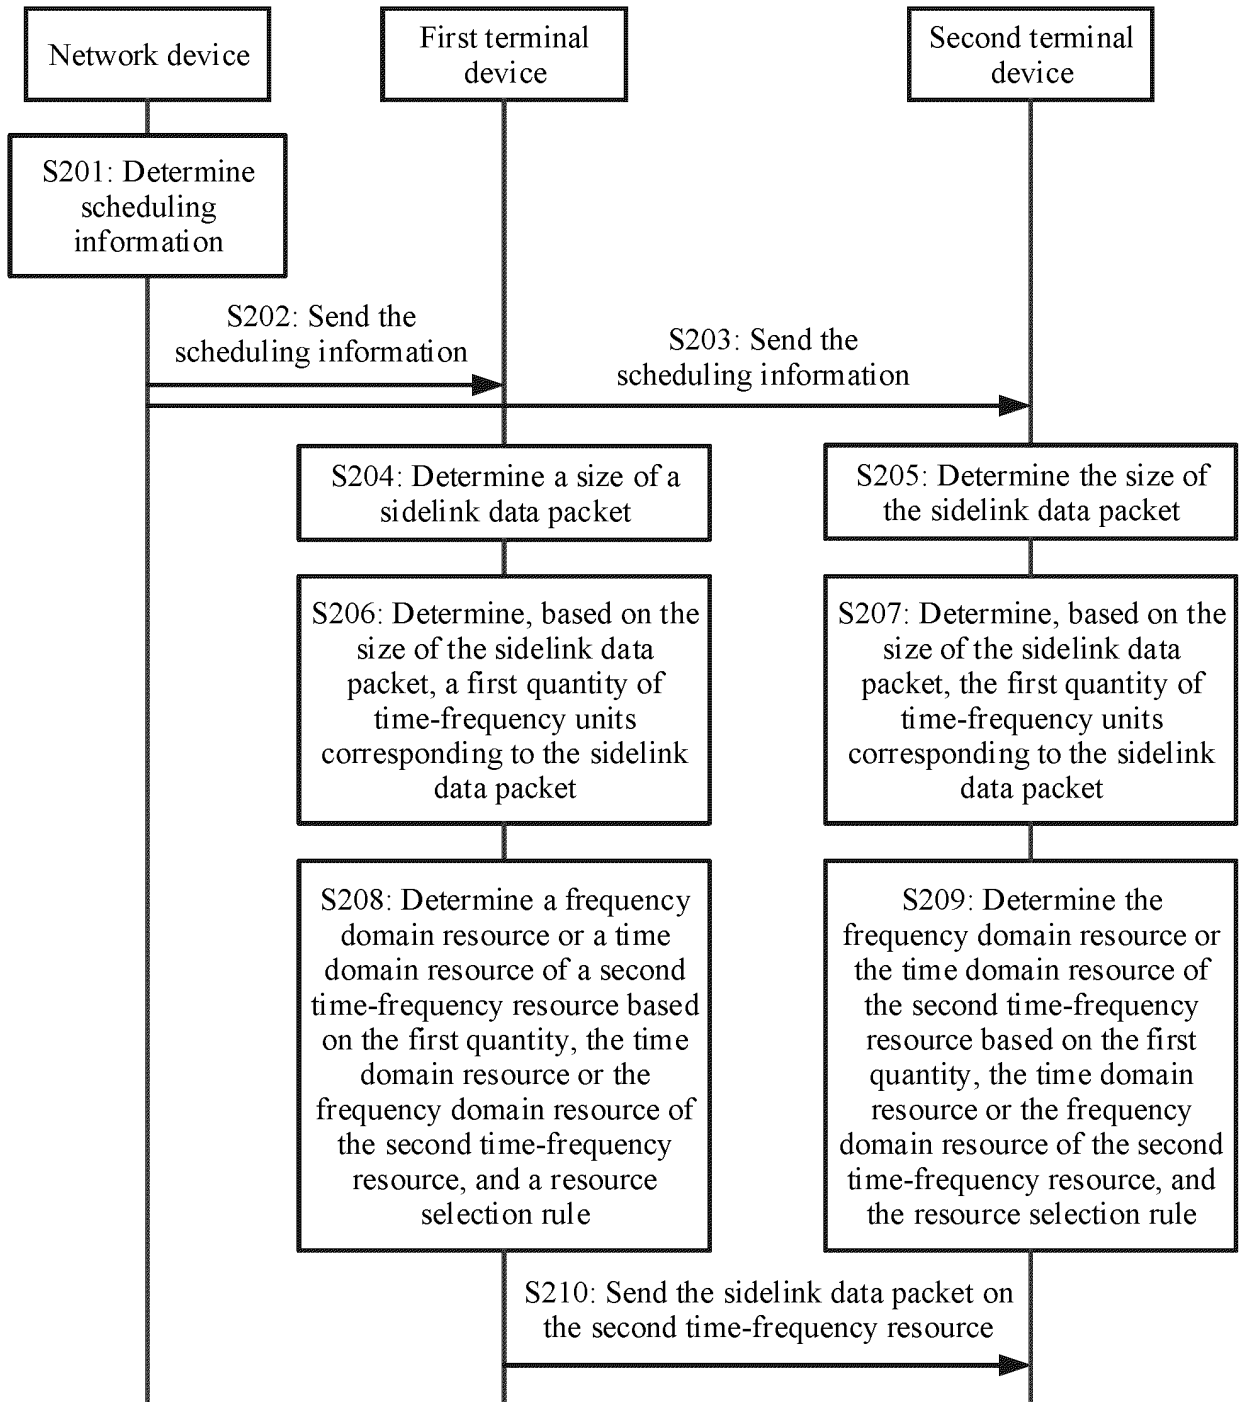 Network device
First terminal
device
Second terminal
device
S201: Determine
scheduling
information
S202: Send the
scheduling information
S203: Send the
scheduling information
S204: Determine a size of a
sidelink data packet
S205: Determine the size of
the sidelink data packet
S206: Determine, based on the
size of the sidelink data
packet, a first quantity of
time-frequency units
corresponding to the sidelink
data packet
S207: Determine, based on the
size of the sidelink data
packet, the first quantity of
time-frequency units
corresponding to the sidelink
data packet
S208: Determine a frequency
domain resource or a time
domain resource of a second
time-frequency resource based
on the first quantity, the time
domain resource or the
frequency domain resource of
the second time-frequency
resource, and a resource
selection rule
S209: Determine the
frequency domain resource or
the time domain resource of
the second time-frequency
resource based on the first
quantity, the time domain
resource or the frequency
domain resource of the second
time-frequency resource, and
the resource selection rule
S210: Send the sidelink data packet on
the second time-frequency resource